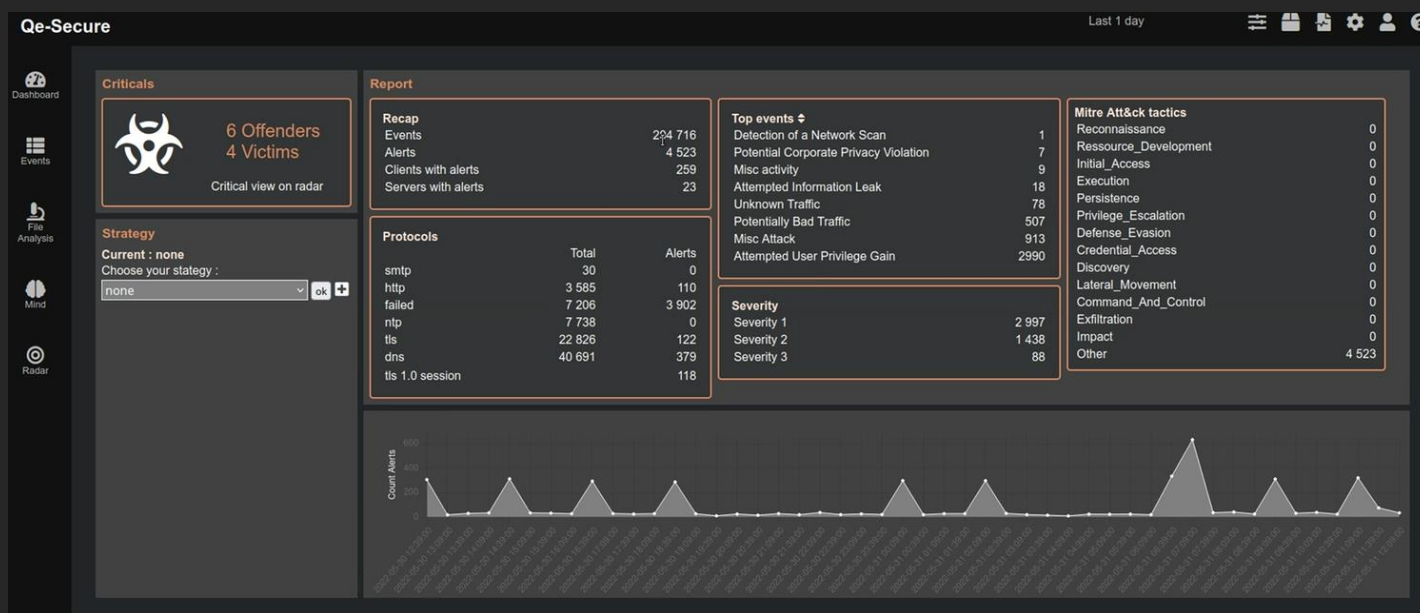 Qe-Secure
Last 1 day
Dashboard
Events
File
Analysis
Mind
Radar
Criticals
6 Offenders
4 Victims
Critical view on radar
Strategy
Current : none
Choose your stategy :
none ok
Report
Recap
Events
Alerts 4 523
Clients with alerts 259
Servers with alerts 23
Protocols
Total Alerts
smtp 30 0
http 3 585 110
failed 7 206 3 902
ntp 7 738 0
tls 22 826 122
dns 40 691 379
tls 1.0 session 118
Top events
Detection of a Network Scan 1
Potential Corporate Privacy Violation 7
Misc activity 9
Attempted Information Leak 18
Unknown Traffic 78
Potentially Bad Traffic 507
Misc Attack 913
Attempted User Privilege Gain 2990
Severity
Severity 1 2 997
Severity 2 1 438
Severity 3 88
Mitre Att&ck tactics
Reconnaissance 0
Ressource_Development 0
Initial_Access 0
Execution 0
Persistence 0
Privilege_Escalation 0
Defense_Evasion 0
Credential_Access 0
Discovery 0
Lateral_Movement 0
Command_And_Control 0
Exfiltration 0
Impact 0
Other 4 523
Count Alerts
600
400
200
0